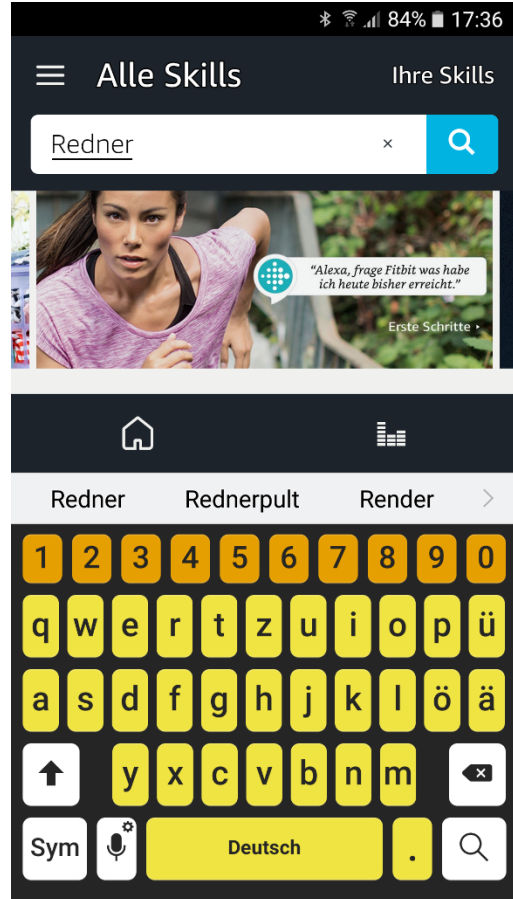 84% 17:36
Alle Skills Ihre Skills
Redner ×
"Alexa, frage Fitbit was habe
ich heute bisher erreicht."
Erste Schritte
Redner Rednerpult Render
1 2 3 4 5 6 7 8 9 0
q w e r t z u i o p ü
a s d f g h j k l ö ä
y x c v b n m
Sym Deutsch .